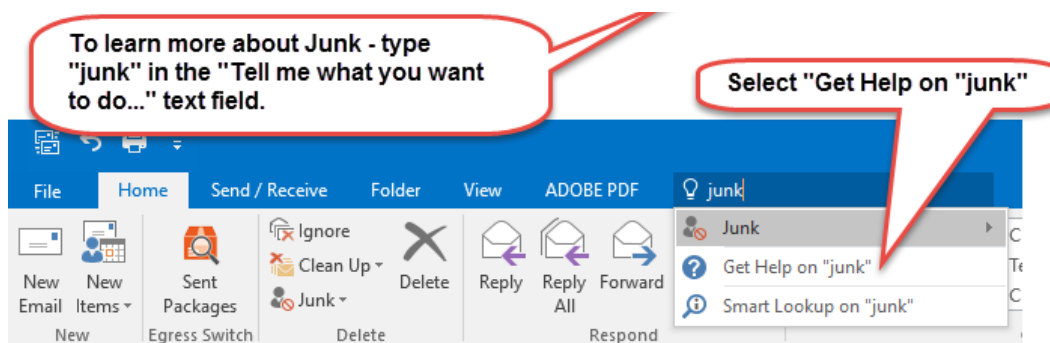 To learn more about Junk - type
"junk" in the "Tell me what you want
to do..." text field.
Select "Get Help on "junk"
File Home Send / Receive Folder View ADOBE PDF junk
Ignore
Clean Up
Junk
New
Email
New
Items
Sent
Packages
Delete
Reply
Reply
All
Forward
Junk
Get Help on "junk"
Smart Lookup on "junk"
C
Te
C
New Egress Switch Delete Respond